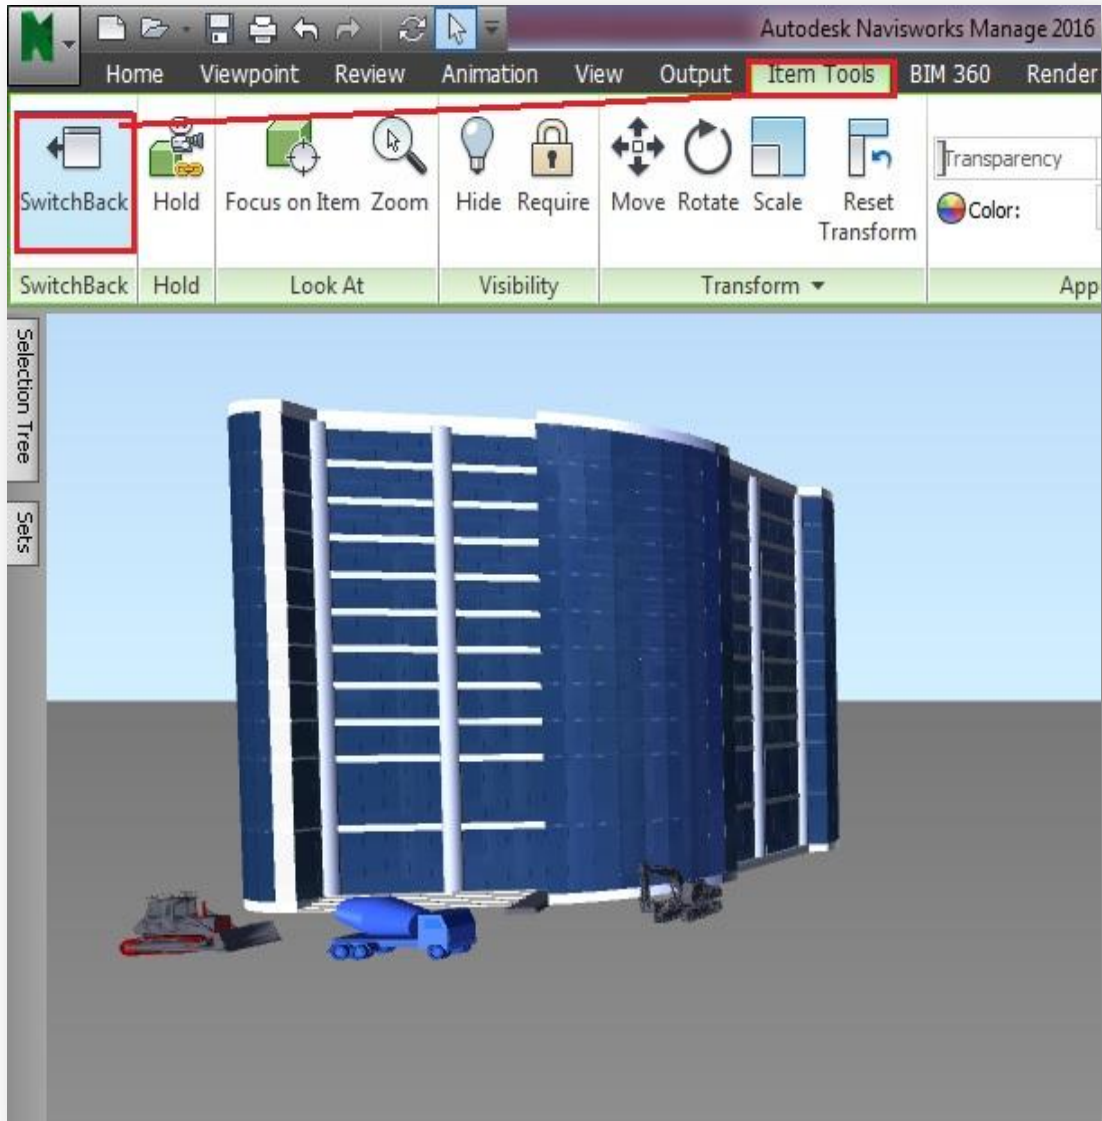 Autodesk Navisworks Manage 2016
Home Viewpoint Review Animation View Output Item Tools BIM 360 Render
SwitchBack Hold Focus on Item Zoom Hide Require Move Rotate Scale Reset Transform
Transparency
Color:
SwitchBack Hold Look At Visibility Transform App
Selection Tree
Sets